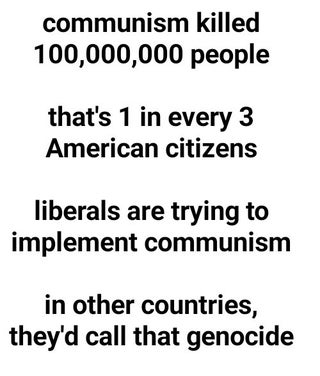 communism killed
100,000,000 people
that's 1 in every 3
American citizens
liberals are trying to
implement communism
in other countries,
they'd call that genocide